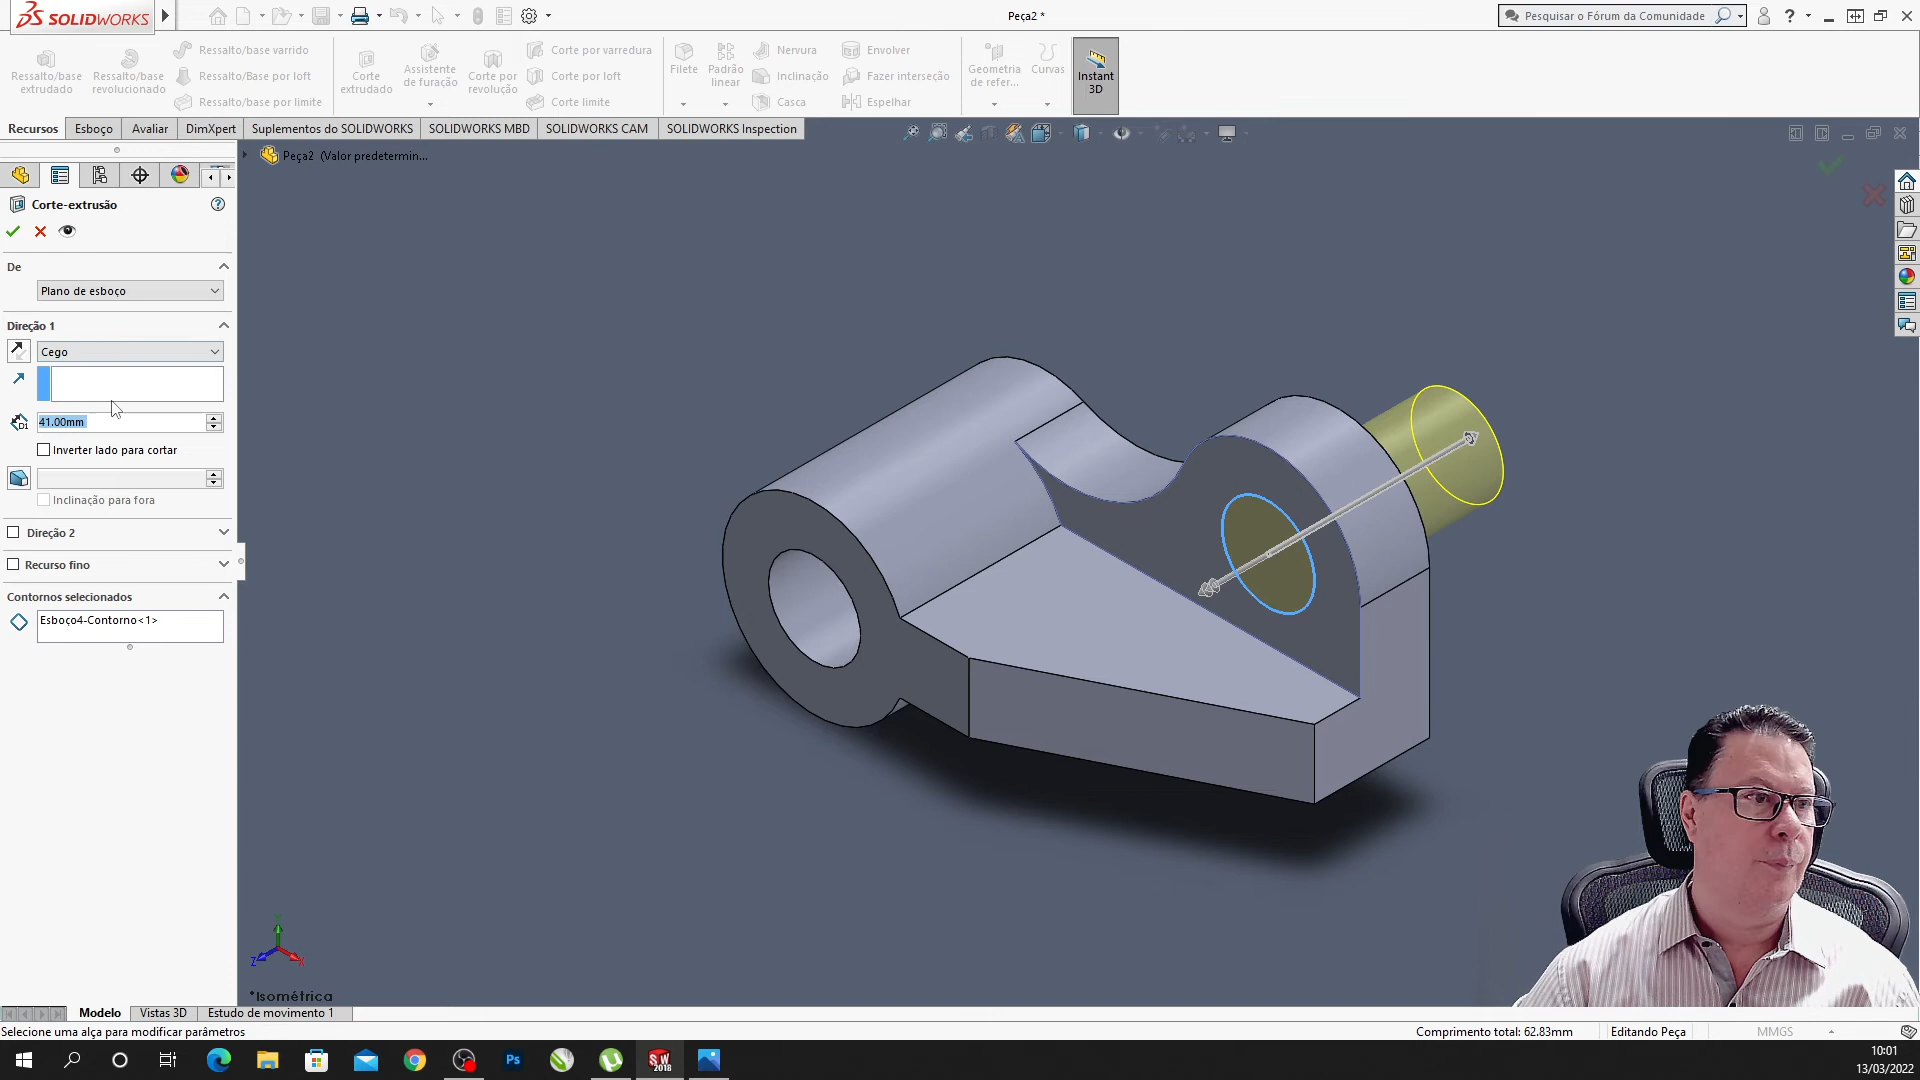 SOLIDWORKS
Peça2 *
Pesquisar o Fórum da Comunidade
Ressalto/base extrudado
Ressalto/base revolucionado
Ressalto/base varrido
Ressalto/Base por loft
Ressalto/base por limite
Corte extrudado
Assistente de furação
Corte por revolução
Corte por varredura
Corte por loft
Corte limite
Filete
Padrão linear
Nervura
Inclinação
Casca
Envolver
Fazer interseção
Espelhar
Geometria de refer...
Curvas
Instant 3D
Recursos
Esboço
Avaliar
DimXpert
Suplementos do SOLIDWORKS
SOLIDWORKS MBD
SOLIDWORKS CAM
SOLIDWORKS Inspection
Peça2 (Valor predetermin...
Corte-extrusão
De
Plano de esboço
Direção 1
Cego
D1
41.00mm
Inverter lado para cortar
Inclinação para fora
Direção 2
Recurso fino
Contornos selecionados
Esboço4-Contorno<1>
Y
Z
X
*Isométrica
Modelo
Vistas 3D
Estudo de movimento 1
Selecione uma alça para modificar parâmetros
Comprimento total: 62.83mm
Editando Peça
MMGS
Ps
SW
2018
10:01
13/03/2022